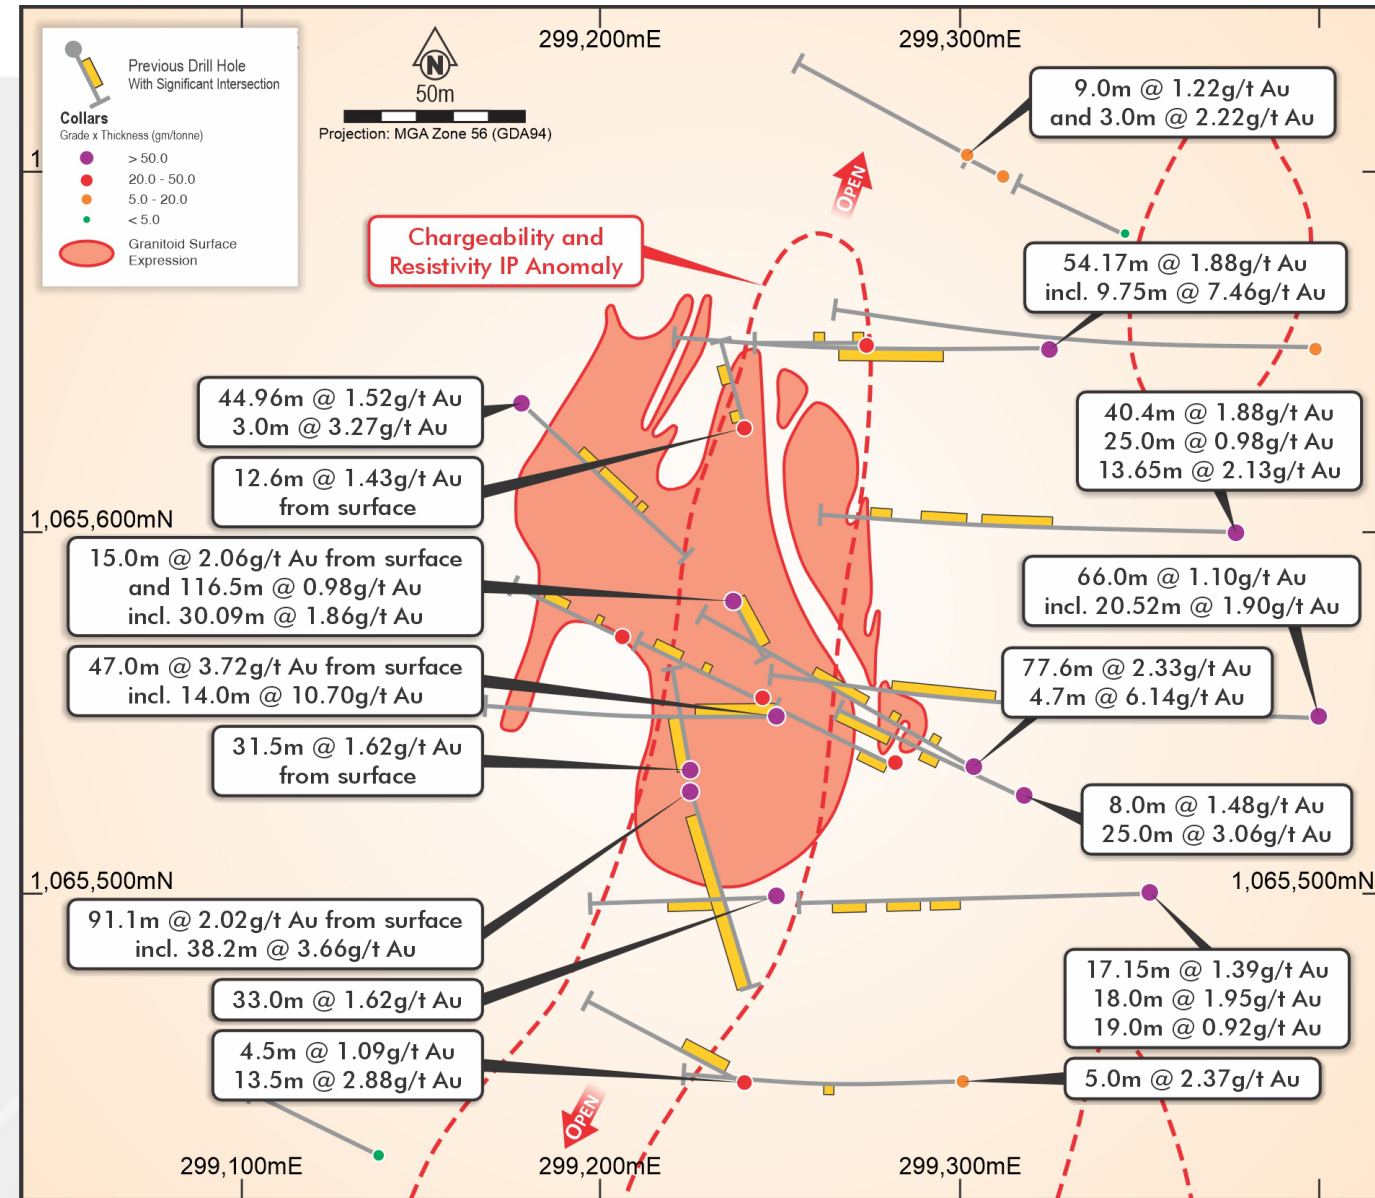 299,200mE
299,300mE
Previous Drill Hole
With Significant Intersection
Collars
Grade x Thickness (gm/tonne)
> 50.0
20.0 - 50.0
5.0 - 20.0
< 5.0
Granitoid Surface
Expression
N
50m
Projection: MGA Zone 56 (GDA94)
9.0m @ 1.22g/t Au
and 3.0m @ 2.22g/t Au
OPEN
Chargeability and
Resistivity IP Anomaly
54.17m @ 1.88g/t Au
incl. 9.75m @ 7.46g/t Au
44.96m @ 1.52g/t Au
3.0m @ 3.27g/t Au
40.4m @ 1.88g/t Au
25.0m @ 0.98g/t Au
13.65m @ 2.13g/t Au
12.6m @ 1.43g/t Au
from surface
1,065,600mN
15.0m @ 2.06g/t Au from surface
and 116.5m @ 0.98g/t Au
incl. 30.09m @ 1.86g/t Au
66.0m @ 1.10g/t Au
incl. 20.52m @ 1.90g/t Au
47.0m @ 3.72g/t Au from surface
incl. 14.0m @ 10.70g/t Au
77.6m @ 2.33g/t Au
4.7m @ 6.14g/t Au
31.5m @ 1.62g/t Au
from surface
8.0m @ 1.48g/t Au
25.0m @ 3.06g/t Au
1,065,500mN
1,065,500mN
91.1m @ 2.02g/t Au from surface
incl. 38.2m @ 3.66g/t Au
33.0m @ 1.62g/t Au
17.15m @ 1.39g/t Au
18.0m @ 1.95g/t Au
19.0m @ 0.92g/t Au
4.5m @ 1.09g/t Au
13.5m @ 2.88g/t Au
5.0m @ 2.37g/t Au
OPEN
299,100mE
299,200mE
299,300mE